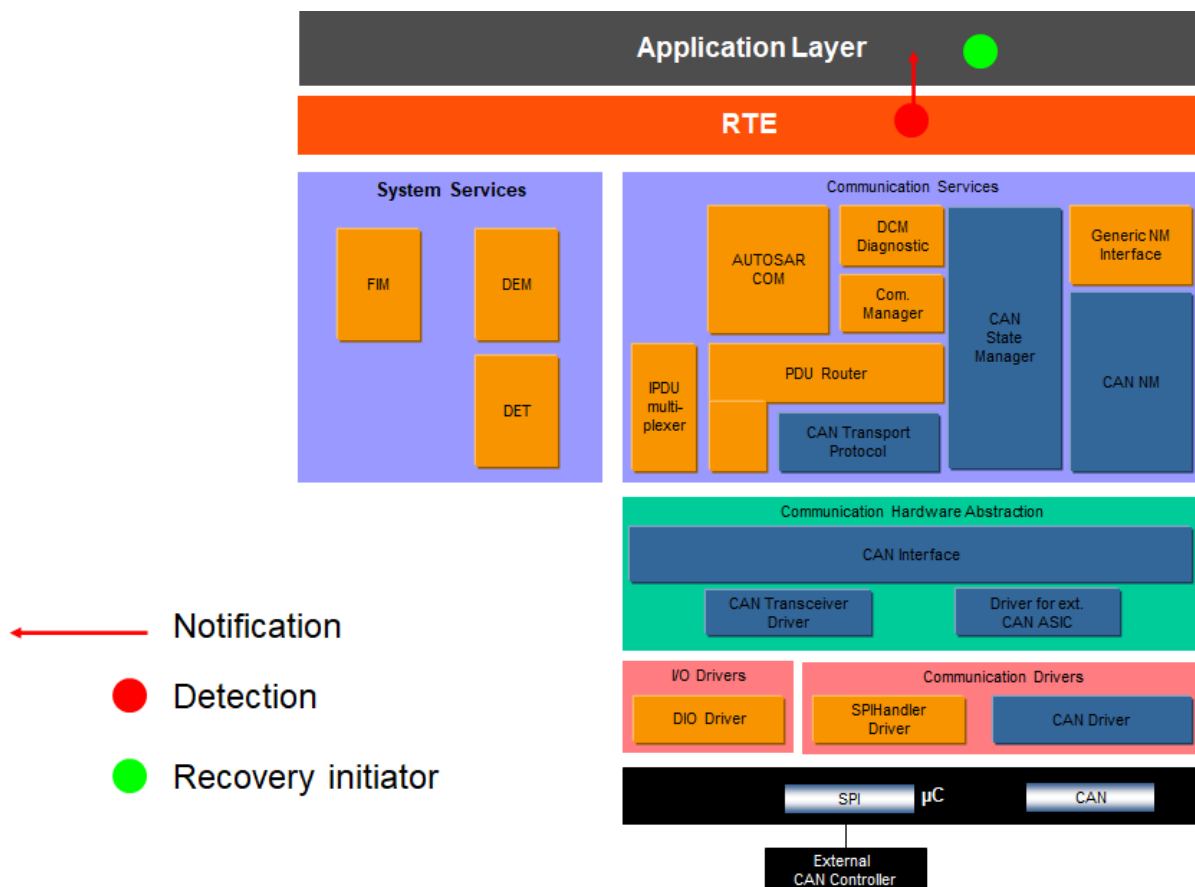 Application Layer
RTE
System Services
FIM
DEM
DET
Communication Services
AUTOSAR
COM
DCM
Diagnostic
Com.
Manager
CAN
State
Manager
Generic NM
Interface
CAN NM
IPDU
multi-
plexer
PDU Router
CAN Transport
Protocol
Communication Hardware Abstraction
CAN Interface
CAN Transceiver
Driver
Driver for ext.
CAN ASIC
I/O Drivers
DIO Driver
Communication Drivers
SPIHandler
Driver
CAN Driver
SPI
µC
CAN
External
CAN Controller
Notification
Detection
Recovery initiator